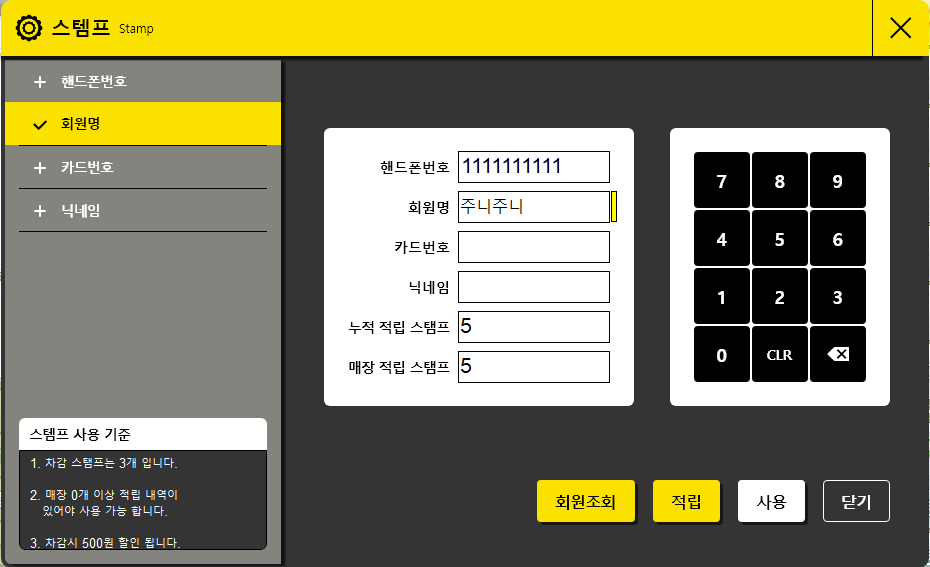 스템프 Stamp
핸드폰번호
회원명
카드번호
닉네임
스템프 사용 기준
1. 차감 스탬프는 3개 입니다.
2. 매장 0개 이상 적립 내역이
있어야 사용 가능 합니다.
3. 차감시 500원 할인 됩니다.
핸드폰번호 1111111111
회원명 주니주니
카드번호
닉네임
누적 적립 스탬프 5
매장 적립 스탬프 5
7 8 9
4 5 6
1 2 3
0 CLR
회원조회 적립 사용 닫기